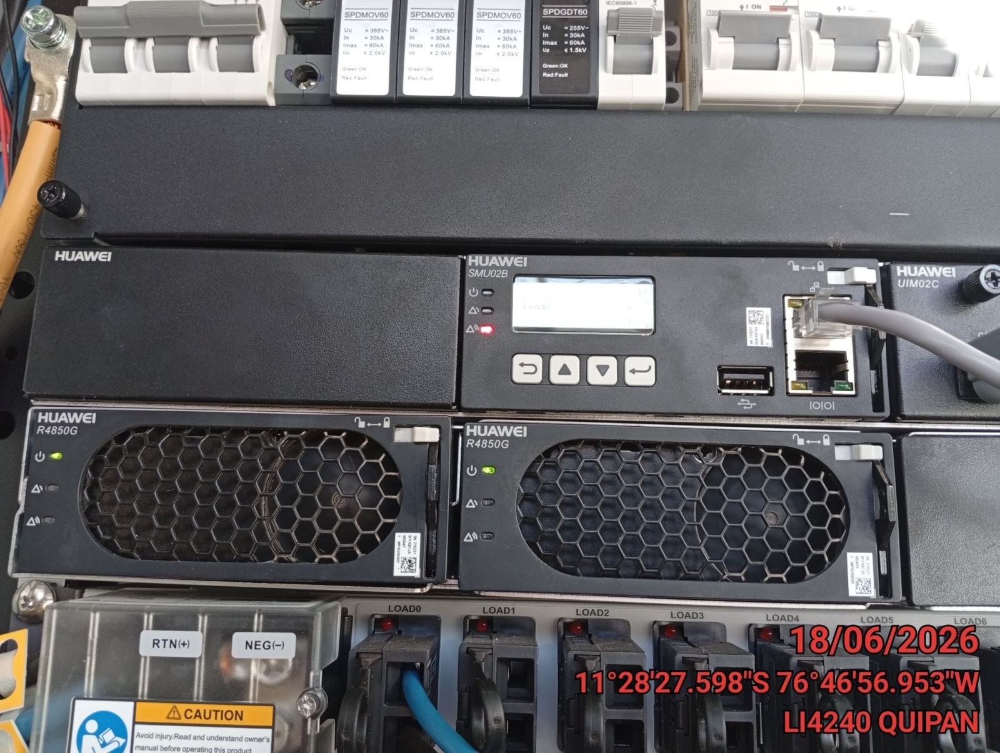 SPDMOV60
Uc = 385V~
In = 30kA
Imax = 60kA
Up ≤ 2.0kV
Green:OK
Red:Fault
SPDMOV60
Uc = 385V~
In = 30kA
Imax = 60kA
Up ≤ 2.0kV
Green:OK
Red:Fault
SPDMOV60
Uc = 385V~
In = 30kA
Imax = 60kA
Up ≤ 2.0kV
Green:OK
Red:Fault
SPDGDT60
Uc = 255V~
In = 30kA
Imax = 60kA
Up ≤ 1.5kV
Green:OK
Red:Fault
IEC60898-1
I ON
HUAWEI
HUAWEI
SMU02B
HUAWEI
UIM02C
HUAWEI
R4850G
HUAWEI
R4850G
LOAD0
LOAD1
LOAD2
LOAD3
LOAD4
LOAD5
LOAD6
RTN(+)
NEG(−)
CAUTION
Avoid injury.Read and understand owner's
manual before operating this product.
18/06/2026
11°28'27.598"S 76°46'56.953"W
LI4240 QUIPAN